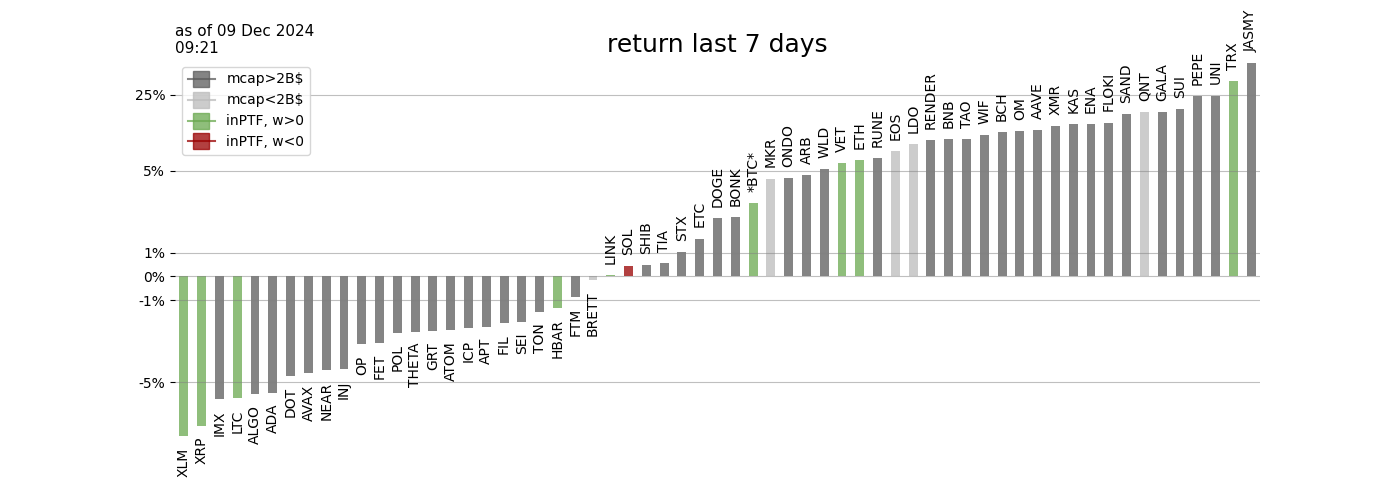 as of 09 Dec 2024
09:21
return last 7 days
mcap>2B$
mcap<2B$
inPTF, w>0
inPTF, w<0
25%
5%
1%
0%
-1%
-5%
XLM
XRP
IMX
LTC
ALGO
ADA
DOT
AVAX
NEAR
INJ
OP
FET
POL
THETA
GRT
ATOM
ICP
APT
FIL
SEI
TON
HBAR
FTM
BRETT
LINK
SOL
SHIB
TIA
STX
ETC
DOGE
BONK
*BTC*
MKR
ONDO
ARB
WLD
VET
ETH
RUNE
EOS
LDO
RENDER
BNB
TAO
WIF
BCH
OM
AAVE
XMR
KAS
ENA
FLOKI
SAND
QNT
GALA
SUI
PEPE
UNI
TRX
JASMY